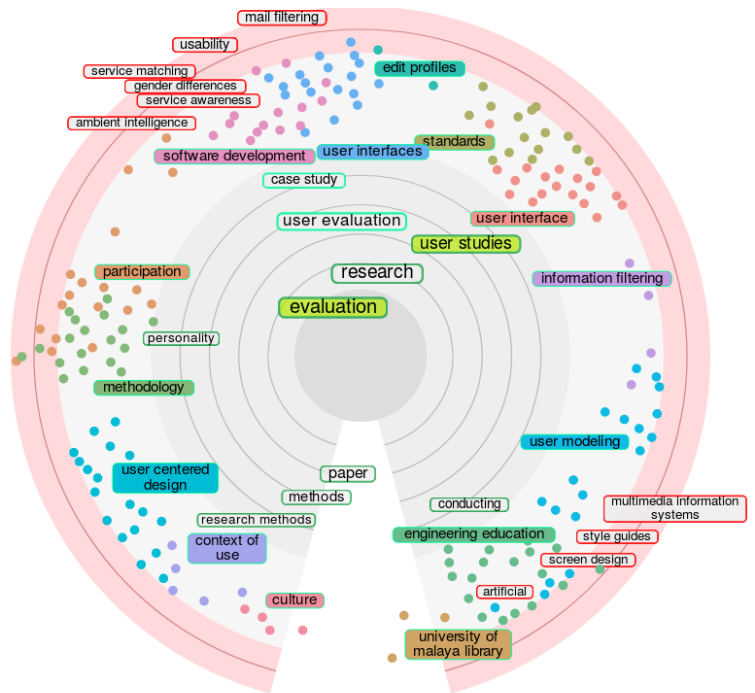 mail filtering
usability
edit profiles
service matching
gender differences
service awareness
ambient intelligence
standards
software development
user interfaces
case study
user interface
user evaluation
user studies
participation
research
information filtering
evaluation
personality
methodology
user modeling
user centered
design
paper
methods
conducting
multimedia information
systems
research methods
engineering education
style guides
context of
use
screen design
artificial
culture
university of
malaya library